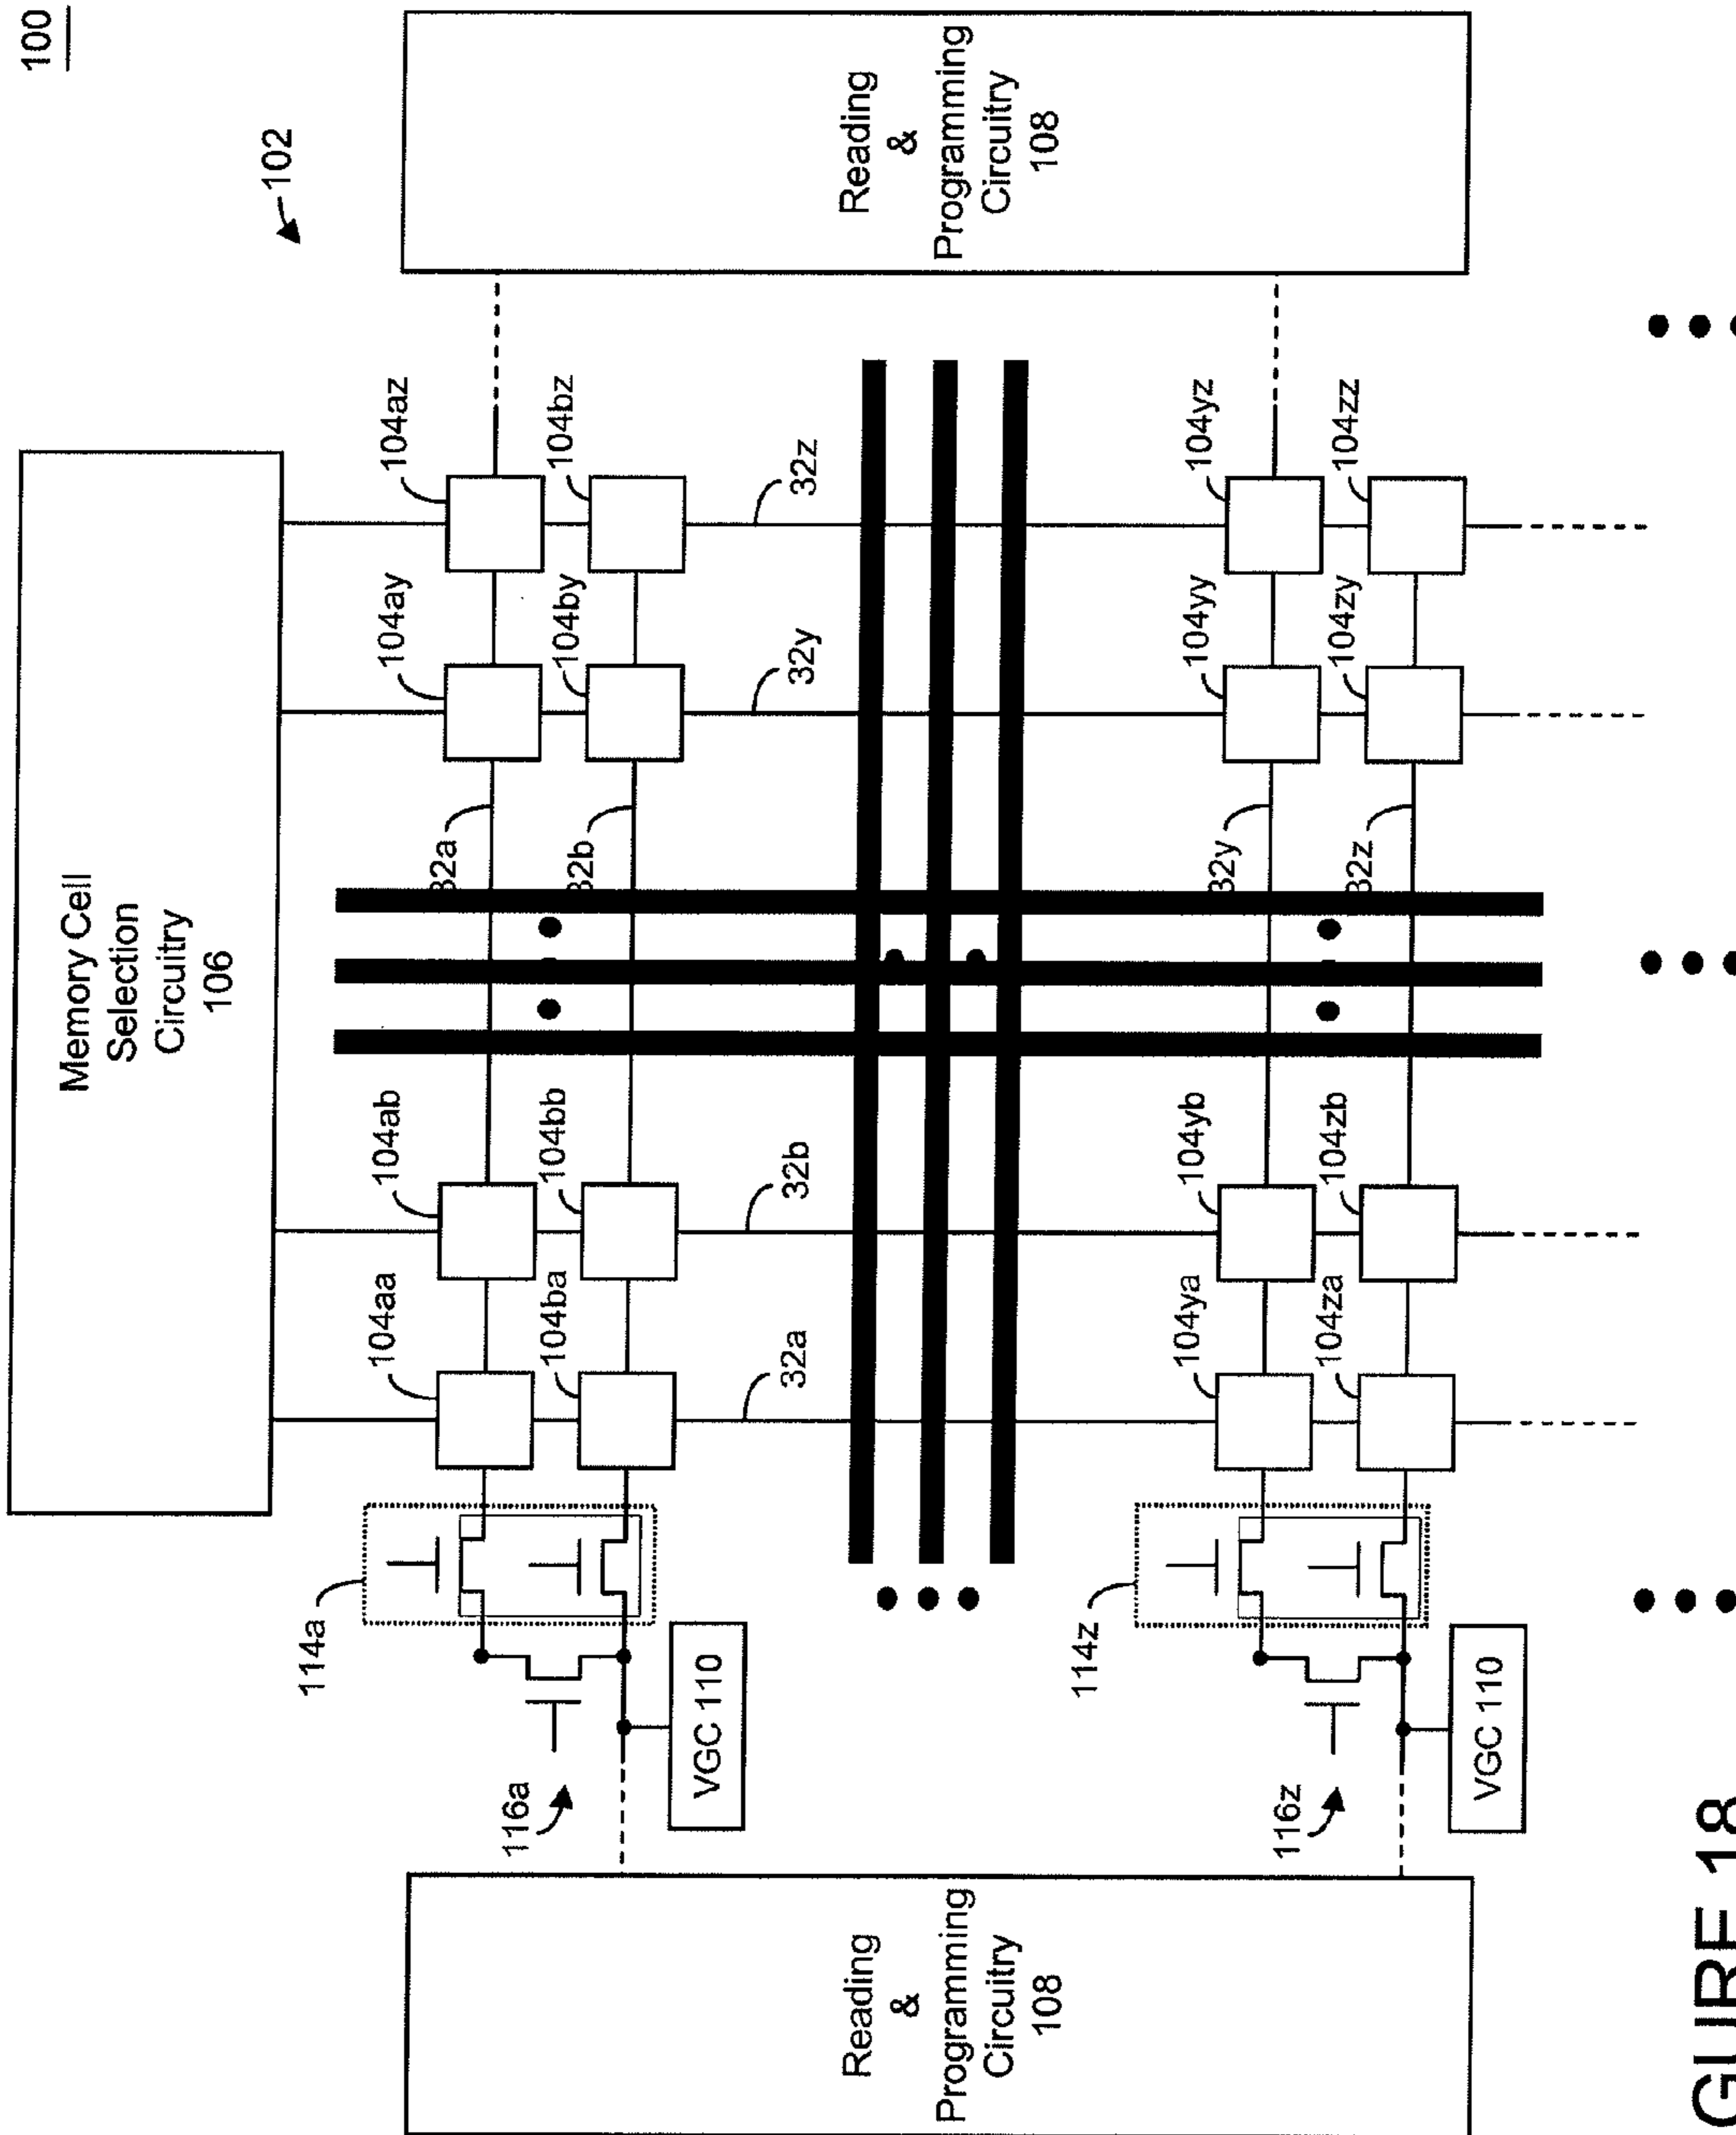 100
102
Memory Cell
Selection
Circuitry
106
Reading
&
Programming
Circuitry
108
Reading
&
Programming
Circuitry
108
114a
104aa
104ab
32a
104ay
104az
116a
104ba
104bb
32b
104by
104bz
VGC 110
32a
32b
32y
32z
114z
104ya
104yb
32y
104yy
104yz
116z
104za
104zb
32z
104zy
104zz
VGC 110
GURE 18